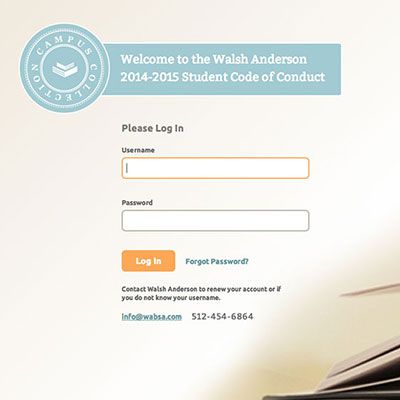 CAMPUS COLLECTION
Welcome to the Walsh Anderson
2014-2015 Student Code of Conduct
Please Log In
Username
Password
Log In Forgot Password?
Contact Walsh Anderson to renew your account or if
you do not know your username.
info@wabsa.com 512-454-6864